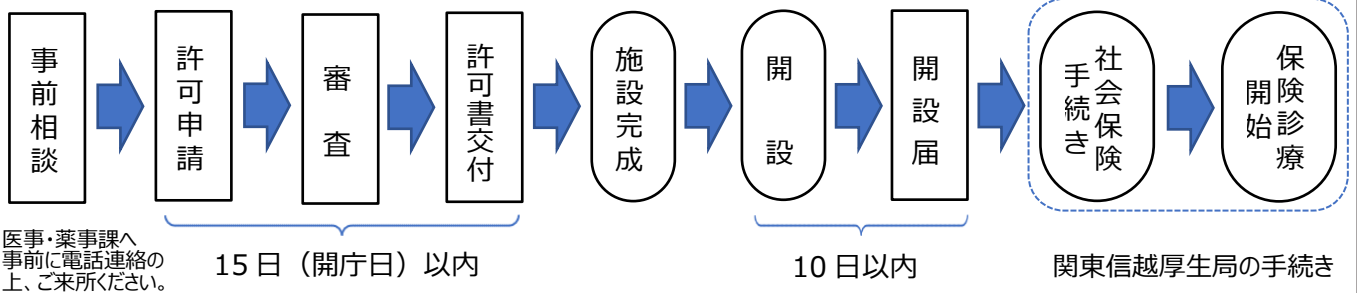 事前相談
許可申請
審査
許可書交付
施設完成
開設
開設届
社会保険
手続き
保険診療
開始
医事・薬事課へ
事前に電話連絡の
上、ご来所ください。
15日（開庁日）以内
10日以内
関東信越厚生局の手続き